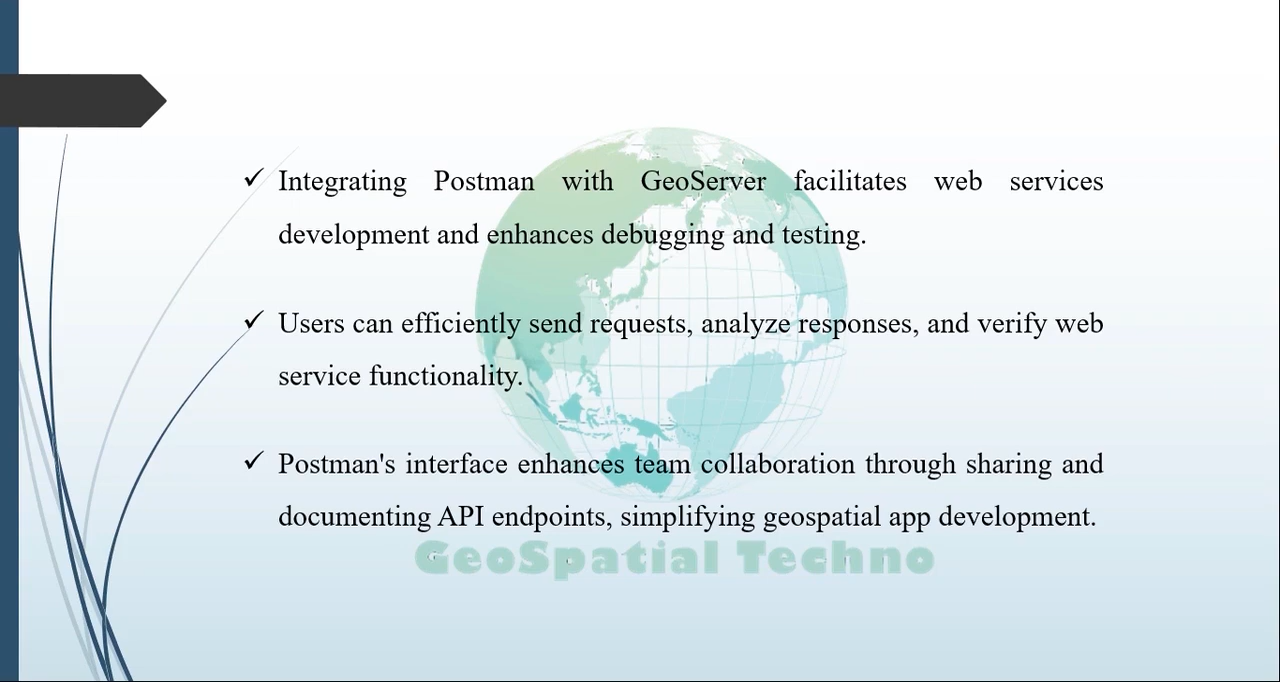 ✓ Integrating Postman with GeoServer facilitates web services
development and enhances debugging and testing.
✓ Users can efficiently send requests, analyze responses, and verify web
service functionality.
✓ Postman's interface enhances team collaboration through sharing and
documenting API endpoints, simplifying geospatial app development.
GeoSpatial Techno